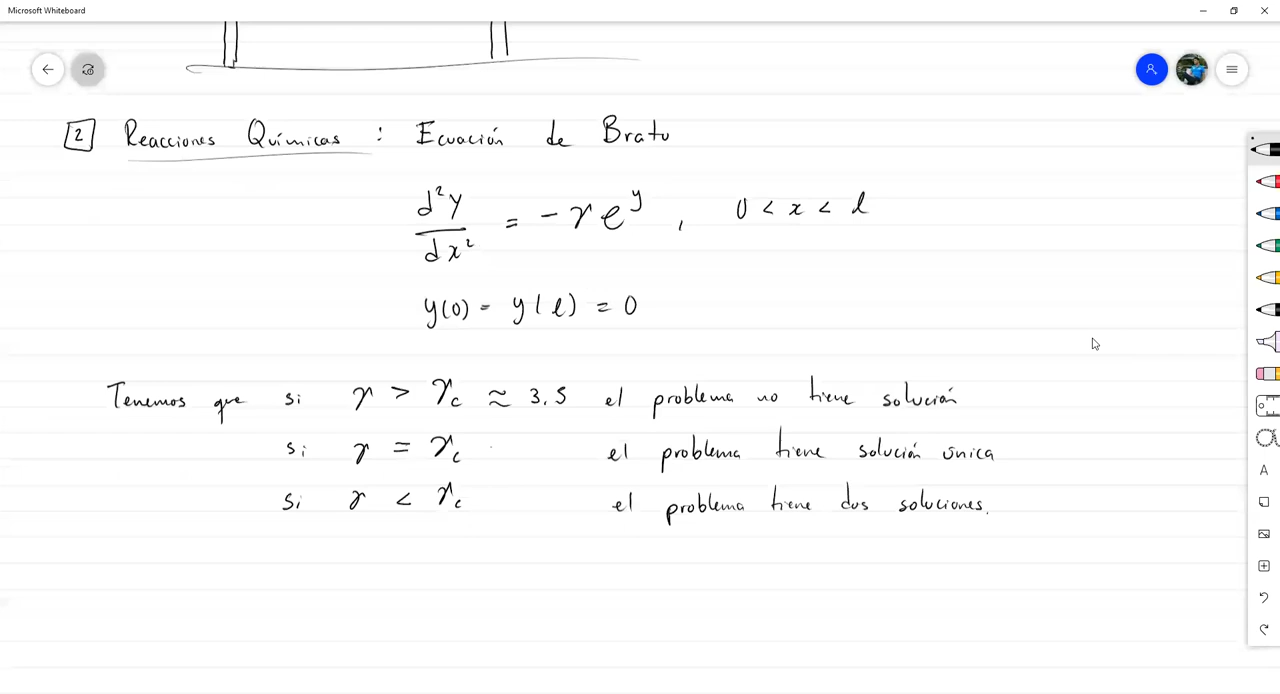 Microsoft Whiteboard
2 Reacciones Químicas : Ecuación de Bratu
d²y/dx² = -γ e^y , 0 < x < l
y(0) = y(l) = 0
Tenemos que si γ > γc ≈ 3.5 el problema no tiene solución
si γ = γc el problema tiene solución única
si γ < γc el problema tiene dos soluciones.
A